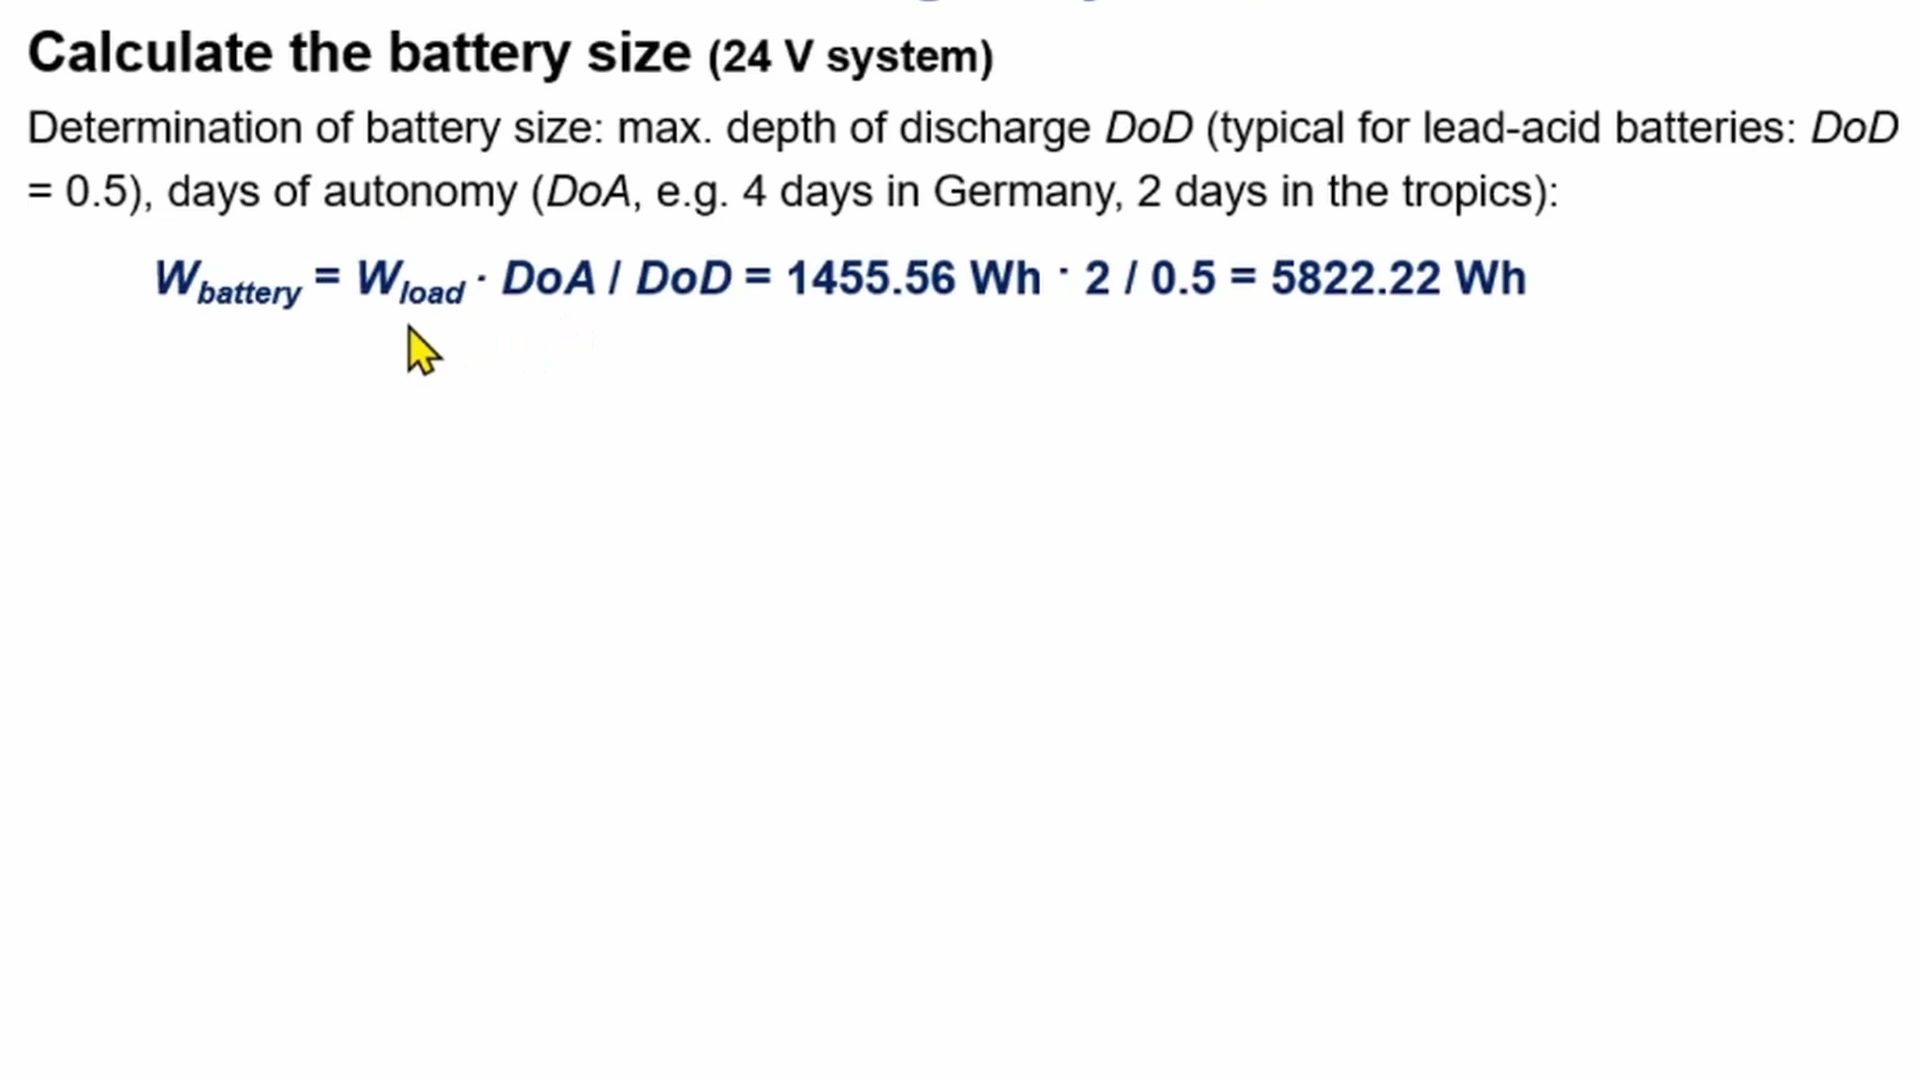 Calculate the battery size (24 V system)
Determination of battery size: max. depth of discharge DoD (typical for lead-acid batteries: DoD
= 0.5), days of autonomy (DoA, e.g. 4 days in Germany, 2 days in the tropics):
W_battery = W_load · DoA / DoD = 1455.56 Wh · 2 / 0.5 = 5822.22 Wh